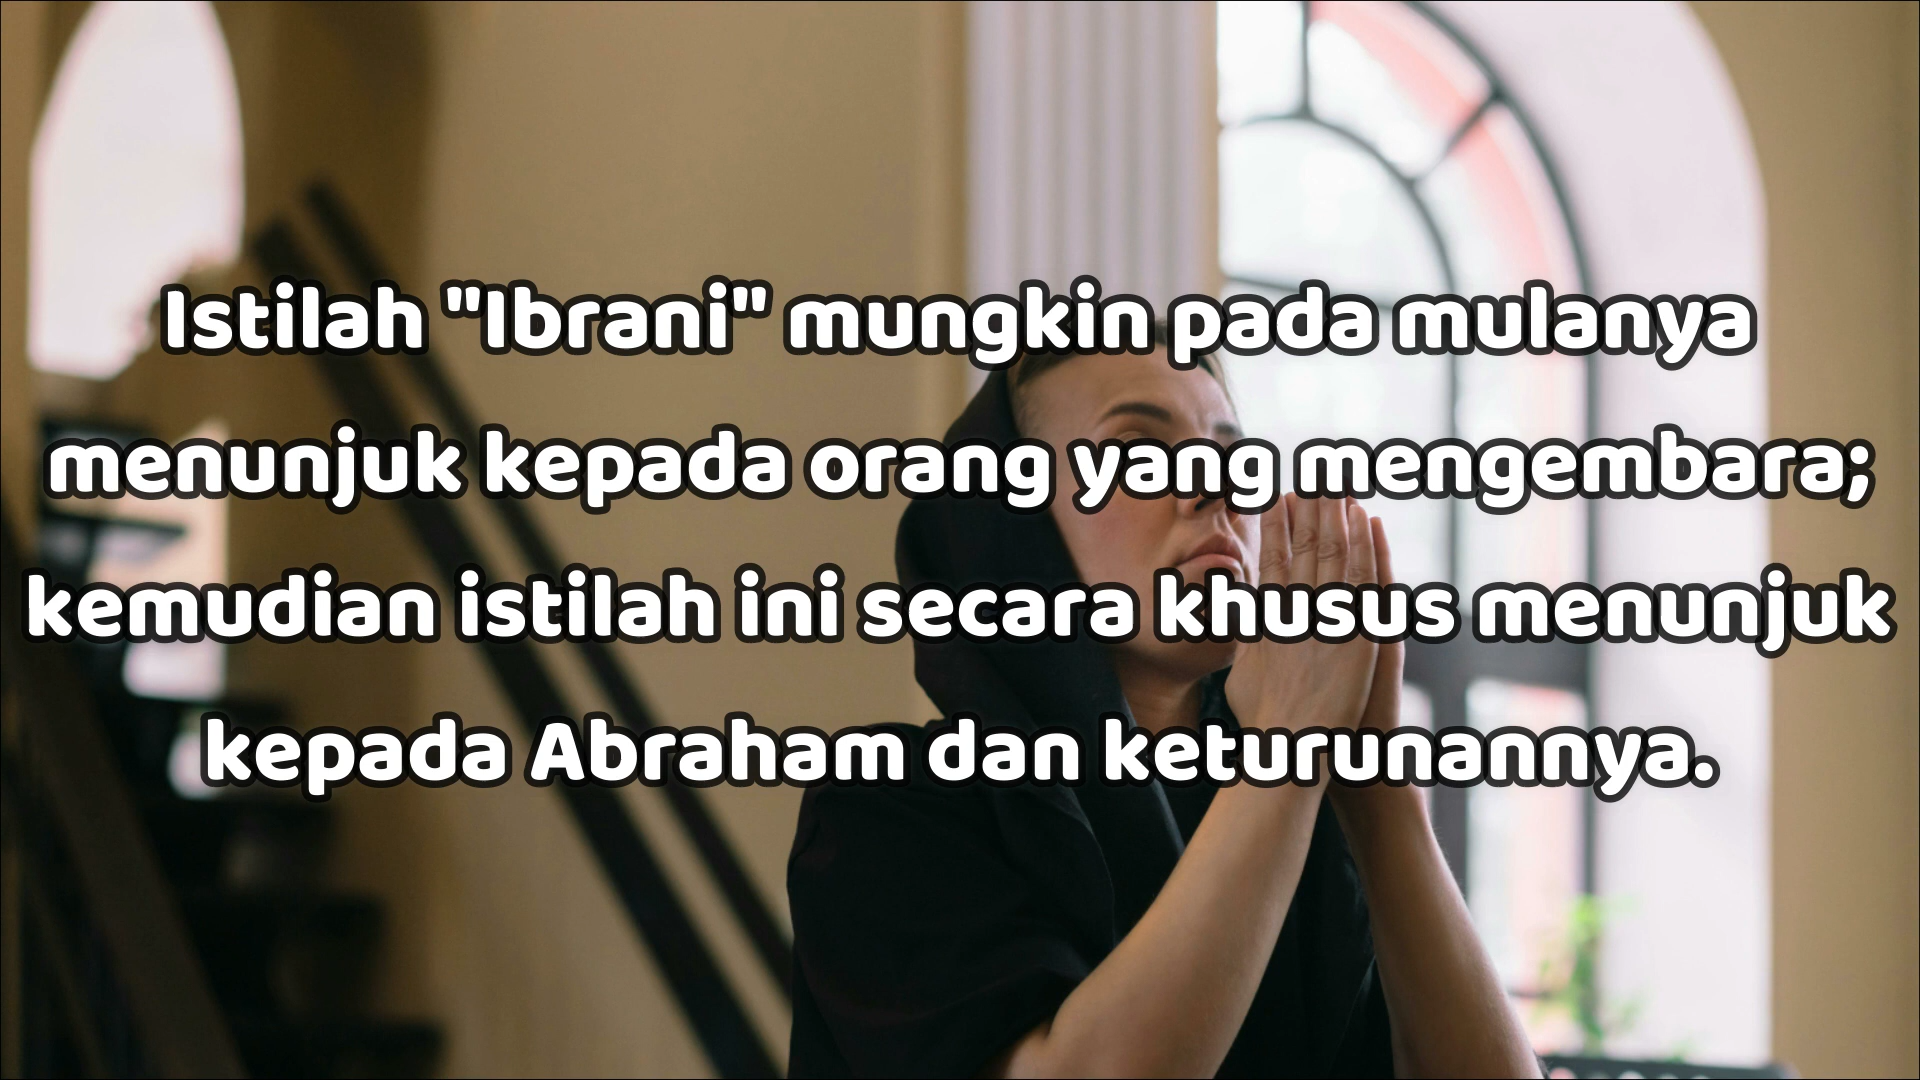 Istilah "Ibrani" mungkin pada mulanya
menunjuk kepada orang yang mengembara;
kemudian istilah ini secara khusus menunjuk
kepada Abraham dan keturunannya.